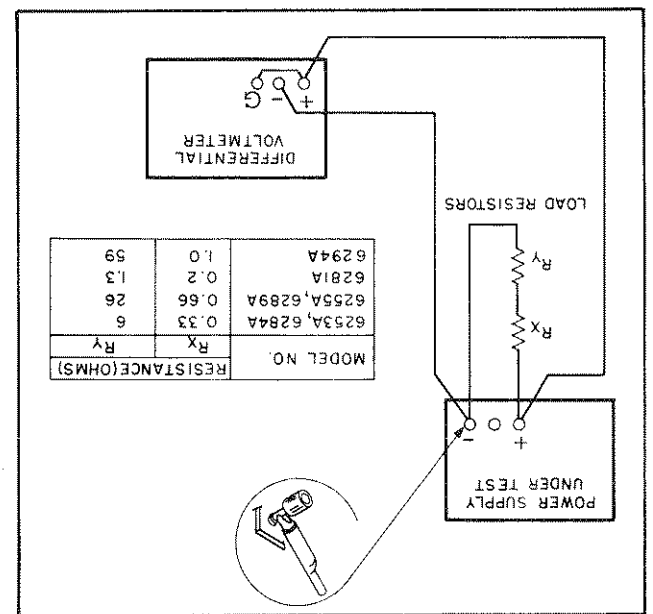 POWER SUPPLY
UNDER TEST
+ -
RX
RY
LOAD RESISTORS
MODEL NO. RESISTANCE (OHMS)
RX RY
6253A, 6284A 0.33 6
6255A, 6289A 0.66 26
6281A 0.2 1.3
6294A 1.0 59
DIFFERENTIAL
VOLTMETER
+ - G